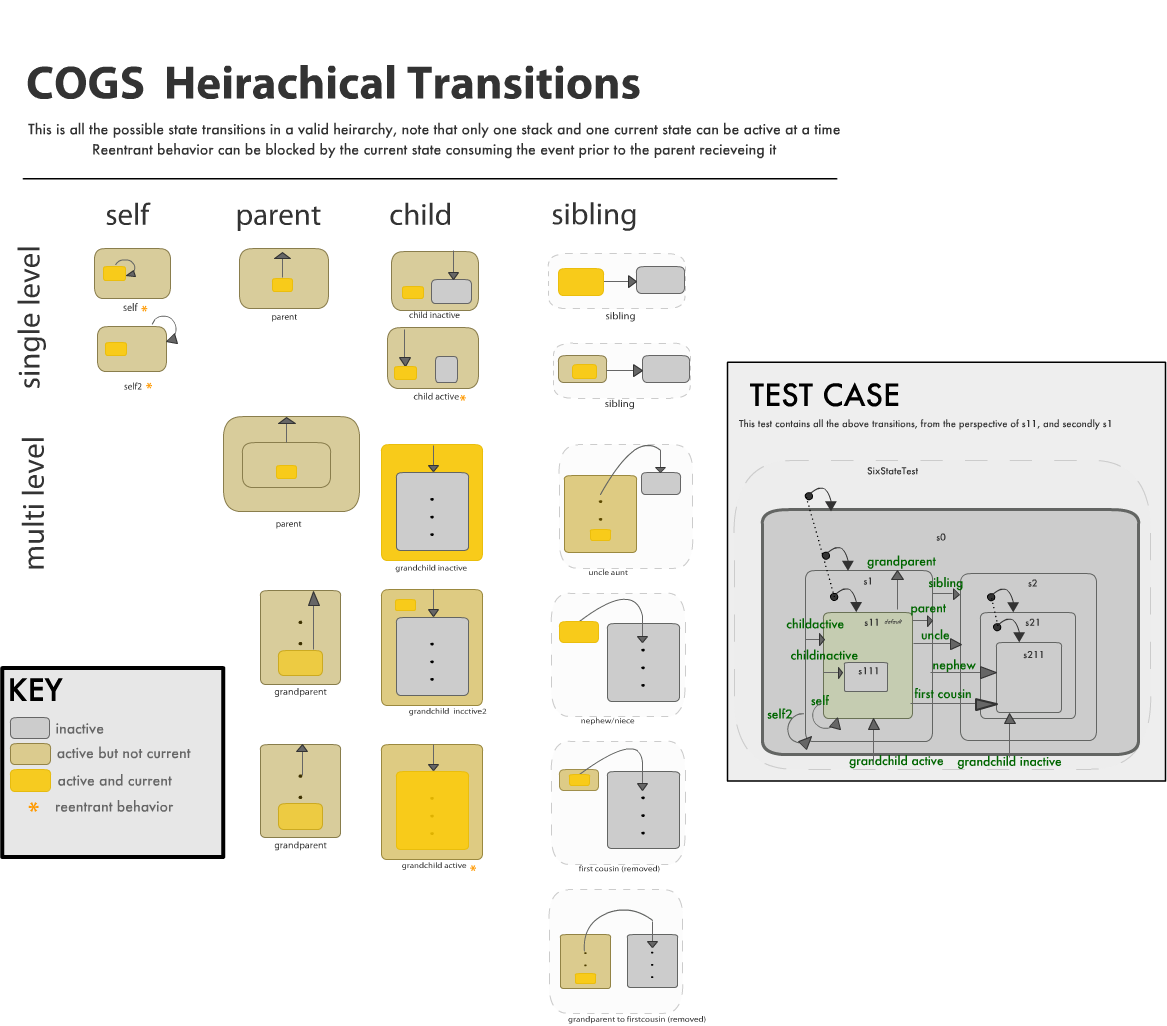 COGS Heirachical Transitions
This is all the possible state transitions in a valid heirarchy, note that only one stack and one current state can be active at a time
Reentrant behavior can be blocked by the current state consuming the event prior to the parent recieveing it
self
parent
child
sibling
single level
self *
parent
child inactive
sibling
self2 *
child active*
sibling
multi level
parent
grandchild inactive
uncle aunt
grandparent
grandchild incctive2
nephew/niece
grandparent
grandchild active *
first cousin (removed)
grandparent to firstcousin (removed)
KEY
inactive
active but not current
active and current
* reentrant behavior
TEST CASE
This test contains all the above transitions, from the perspective of s11, and secondly s1
SixStateTest
s0
grandparent
s1
sibling
s2
parent
childactive
s11 default
s21
uncle
childinactive
s211
nephew
s111
first cousin
self
self2
grandchild active
grandchild inactive